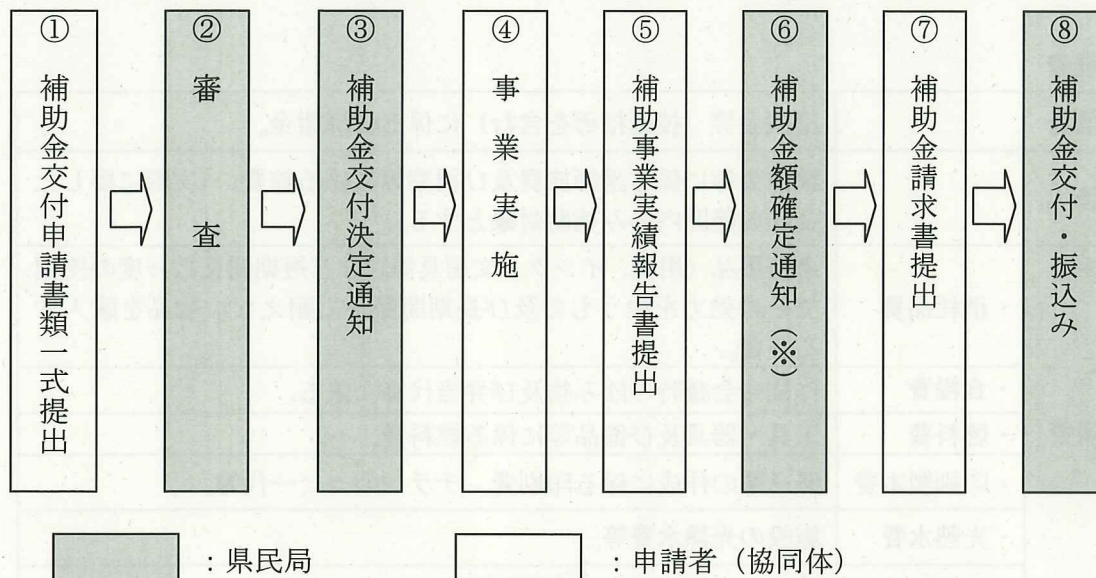 ①補助金交付申請書類一式提出
②審査
③補助金交付決定通知
④事業実施
⑤補助事業実績報告書提出
⑥補助金額確定通知（※）
⑦補助金請求書提出
⑧補助金交付・振込み
：県民局
：申請者（協同体）